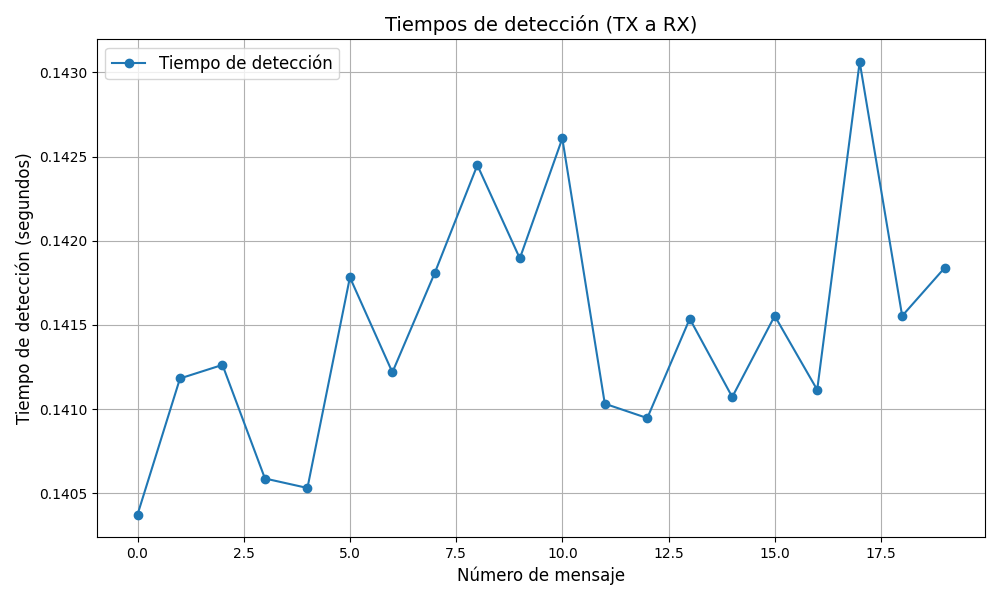 Tiempos de detección (TX a RX)
Tiempo de detección
Tiempo de detección (segundos)
0.1430
0.1425
0.1420
0.1415
0.1410
0.1405
0.0 2.5 5.0 7.5 10.0 12.5 15.0 17.5
Número de mensaje